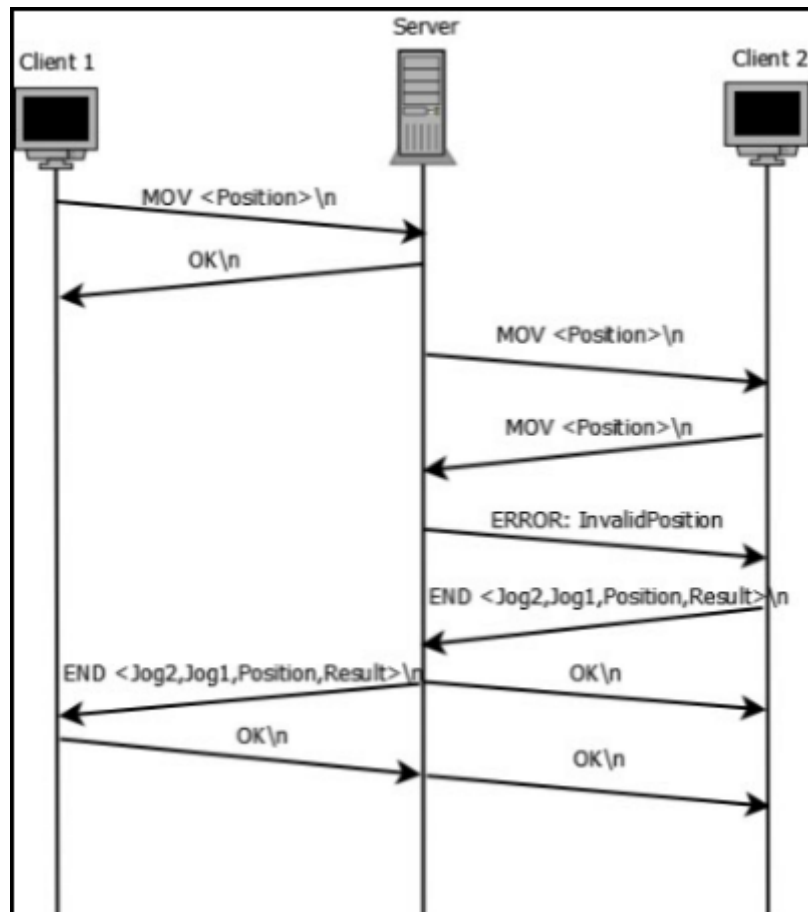 Server
Client 1
Client 2
MOV <Position>\n
OK\n
MOV <Position>\n
MOV <Position>\n
ERROR: InvalidPosition
END <Jog2,Jog1,Position,Result>\n
END <Jog2,Jog1,Position,Result>\n
OK\n
OK\n
OK\n